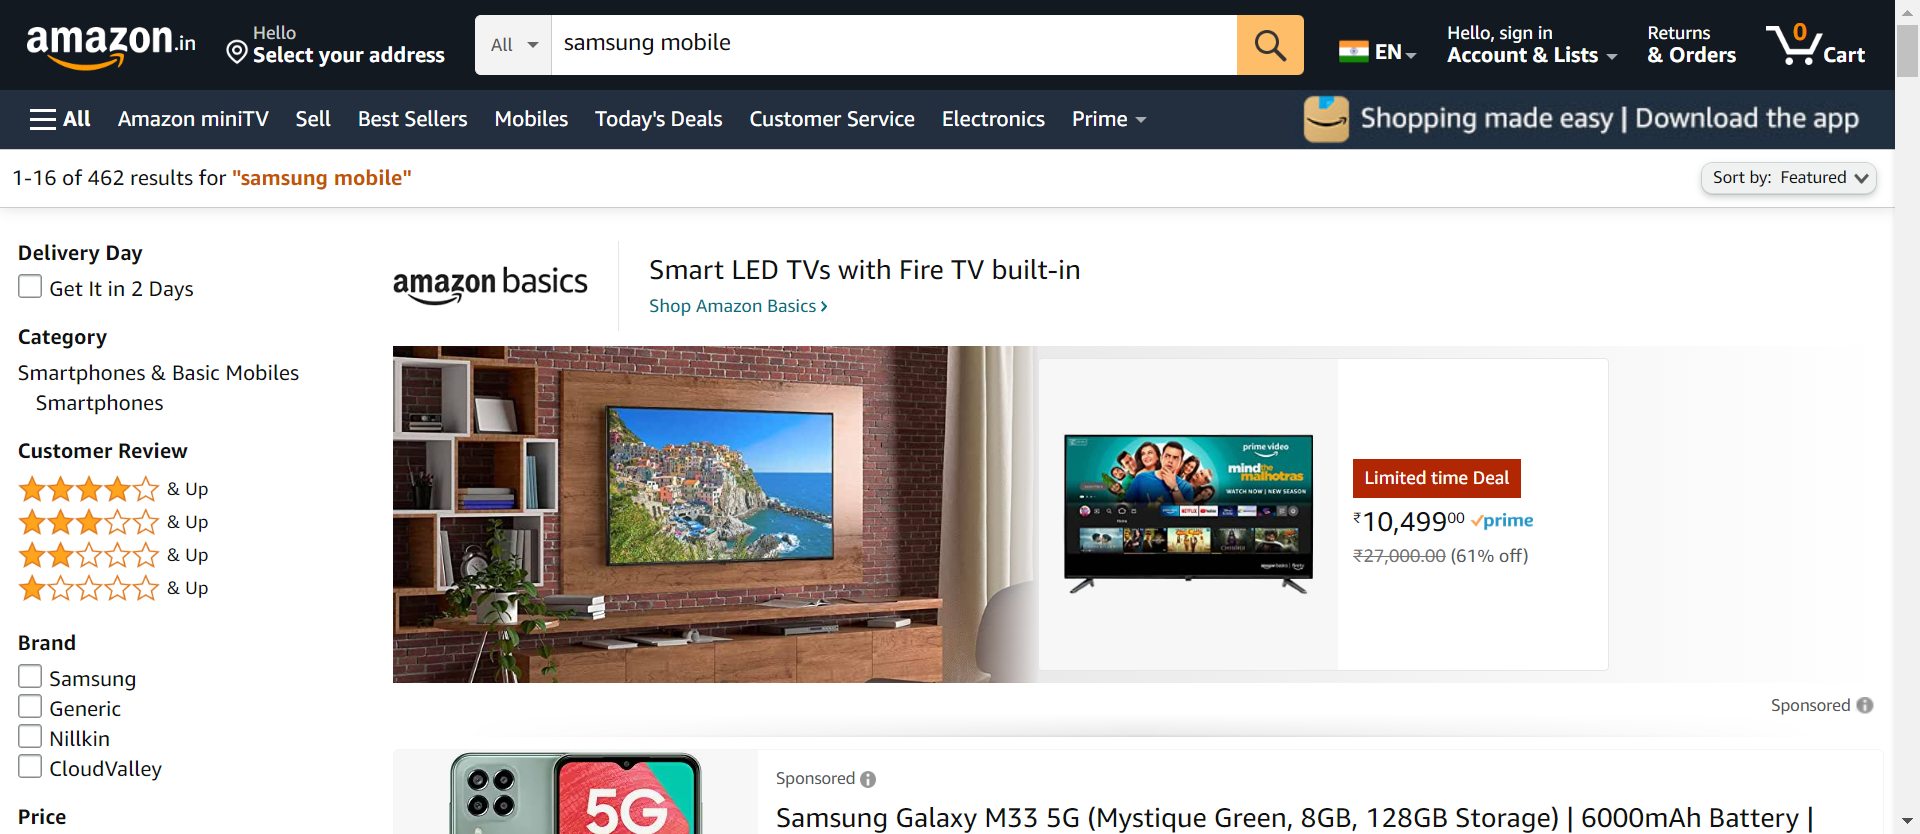 amazon.in
Hello
Select your address
All
samsung mobile
EN
Hello, sign in
Account & Lists
Returns
& Orders
0
Cart
All
Amazon miniTV
Sell
Best Sellers
Mobiles
Today's Deals
Customer Service
Electronics
Prime
Shopping made easy | Download the app
1-16 of 462 results for "samsung mobile"
Sort by: Featured
Delivery Day
Get It in 2 Days
Category
Smartphones & Basic Mobiles
Smartphones
Customer Review
& Up
& Up
& Up
& Up
Brand
Samsung
Generic
Nillkin
CloudValley
Price
amazon basics
Smart LED TVs with Fire TV built-in
Shop Amazon Basics ›
prime video
mind the
malhotras
WATCH NOW | NEW SEASON
Limited time Deal
₹10,49900 prime
₹27,000.00 (61% off)
Sponsored
5G
Sponsored
Samsung Galaxy M33 5G (Mystique Green, 8GB, 128GB Storage) | 6000mAh Battery |